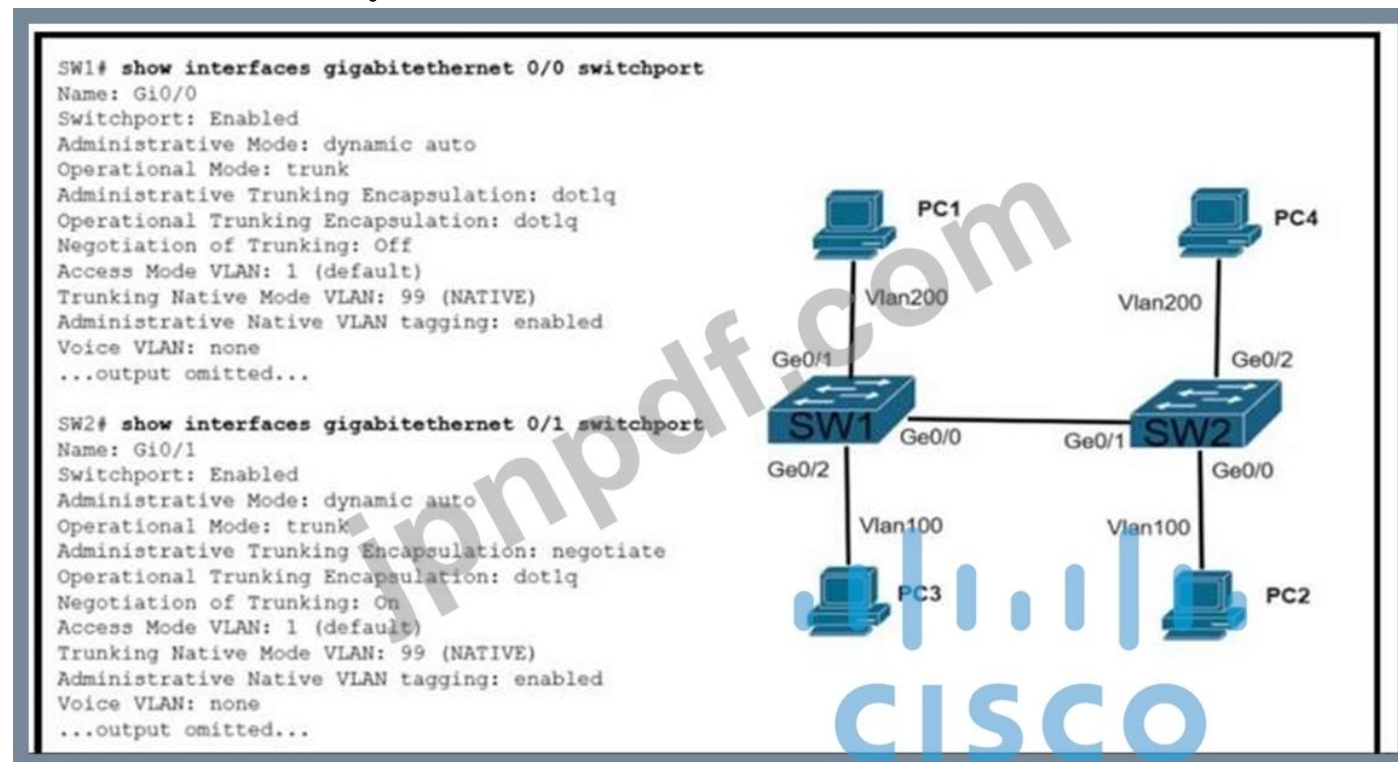 SW1# show interfaces gigabitethernet 0/0 switchport
Name: Gi0/0
Switchport: Enabled
Administrative Mode: dynamic auto
Operational Mode: trunk
Administrative Trunking Encapsulation: dot1q
Operational Trunking Encapsulation: dot1q
Negotiation of Trunking: Off
Access Mode VLAN: 1 (default)
Trunking Native Mode VLAN: 99 (NATIVE)
Administrative Native VLAN tagging: enabled
Voice VLAN: none
...output omitted...
SW2# show interfaces gigabitethernet 0/1 switchport
Name: Gi0/1
Switchport: Enabled
Administrative Mode: dynamic auto
Operational Mode: trunk
Administrative Trunking Encapsulation: negotiate
Operational Trunking Encapsulation: dot1q
Negotiation of Trunking: On
Access Mode VLAN: 1 (default)
Trunking Native Mode VLAN: 99 (NATIVE)
Administrative Native VLAN tagging: enabled
Voice VLAN: none
...output omitted...
PC1
PC4
Vlan200
Vlan200
Ge0/1
Ge0/2
SW1
Ge0/0
Ge0/1
SW2
Ge0/2
Ge0/0
Vlan100
Vlan100
PC3
PC2
jpnpdf.com
CISCO